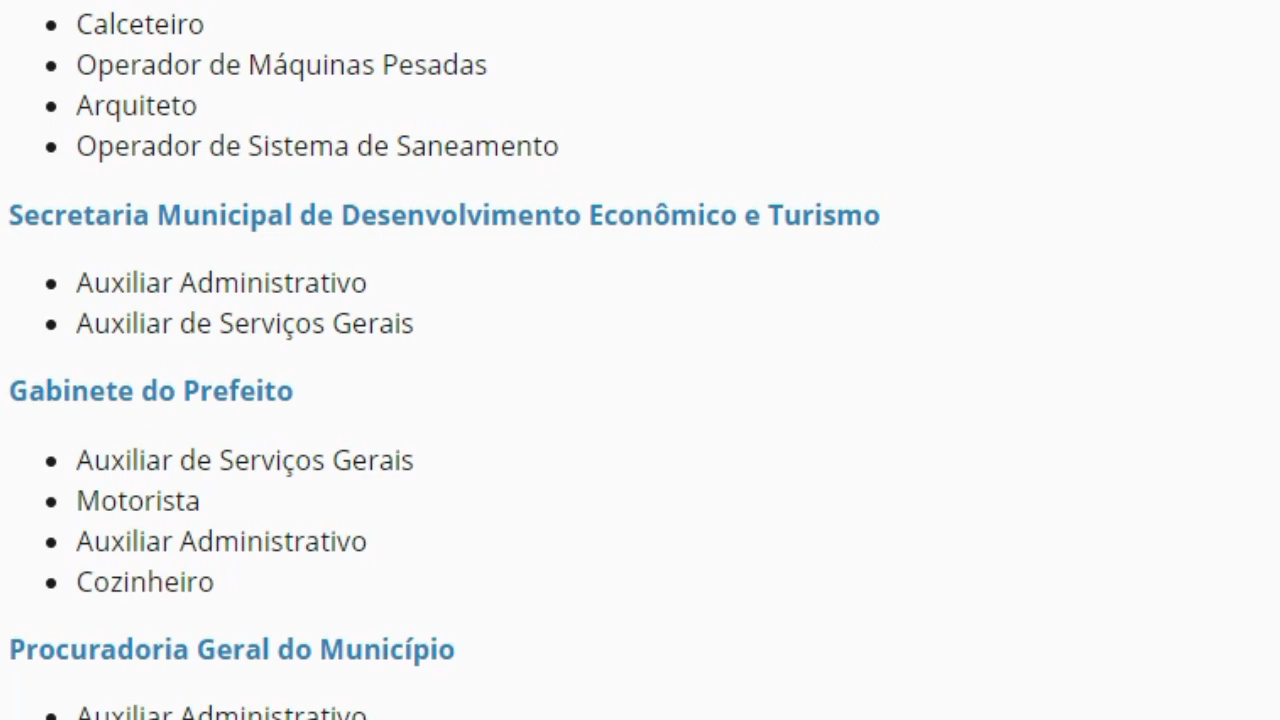 Calceteiro
Operador de Máquinas Pesadas
Arquiteto
Operador de Sistema de Saneamento
Secretaria Municipal de Desenvolvimento Econômico e Turismo
Auxiliar Administrativo
Auxiliar de Serviços Gerais
Gabinete do Prefeito
Auxiliar de Serviços Gerais
Motorista
Auxiliar Administrativo
Cozinheiro
Procuradoria Geral do Município
Auxiliar Administrativo